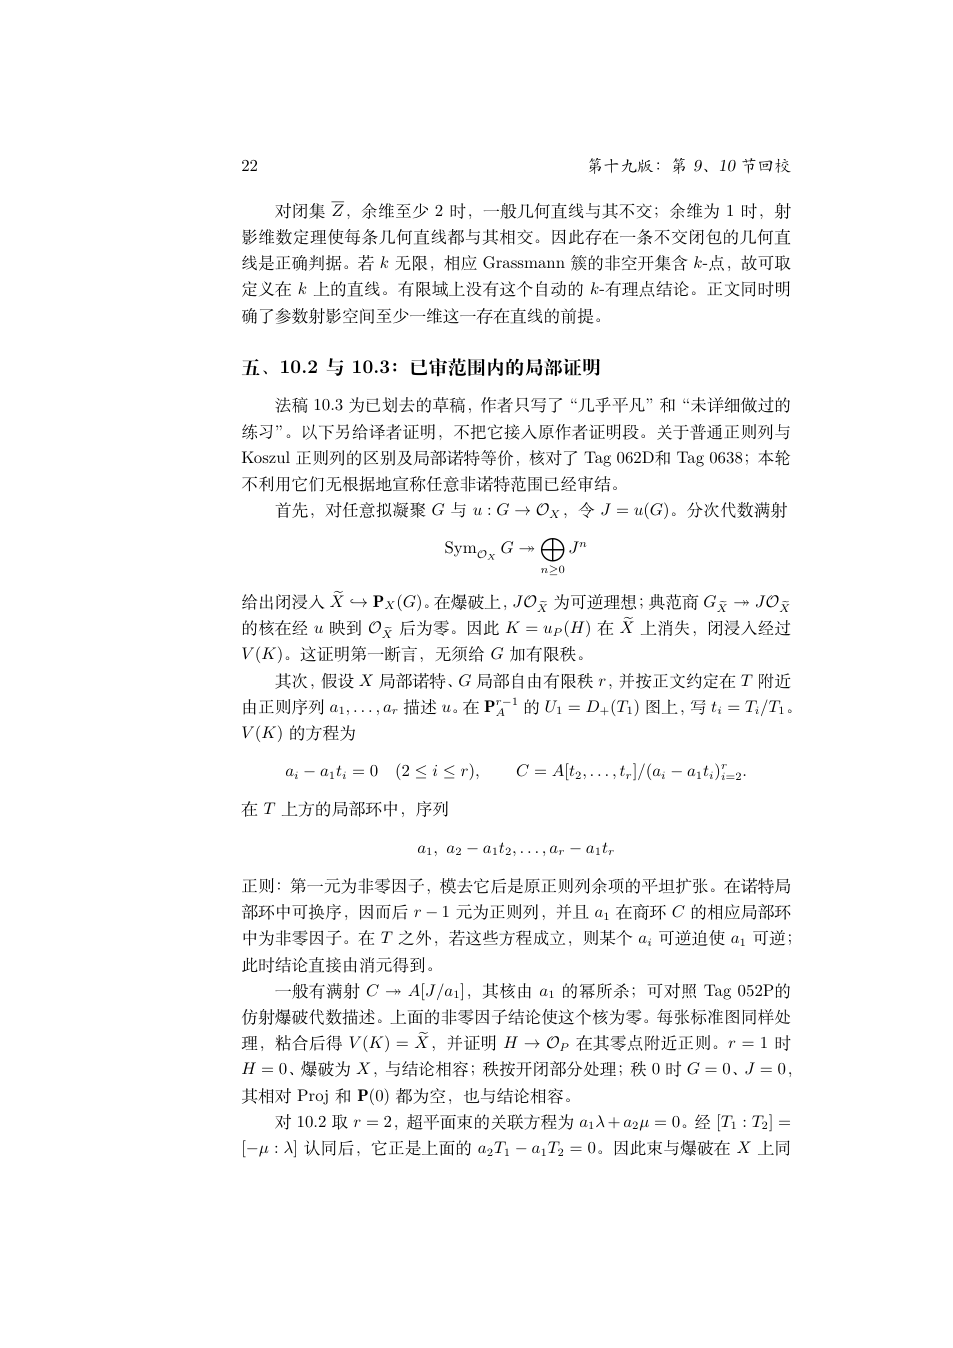 22 第十九版：第 9、10 节回校
对闭集 $\overline{Z}$，余维至少 2 时，一般几何直线与其不交；余维为 1 时，射
影维数定理使每条几何直线都与其相交。因此存在一条不交闭包的几何直
线是正确判据。若 $k$ 无限，相应 Grassmann 簇的非空开集含 $k$-点，故可取
定义在 $k$ 上的直线。有限域上没有这个自动的 $k$-有理点结论。正文同时明
确了参数射影空间至少一维这一存在直线的前提。
五、10.2 与 10.3：已审范围内的局部证明
法稿 10.3 为已划去的草稿，作者只写了 “几乎平凡” 和 “未详细做过的
练习”。以下另给译者证明，不把它接入原作者证明段。关于普通正则列与
Koszul 正则列的区别及局部诺特等价，核对了 Tag 062D和 Tag 0638；本轮
不利用它们无根据地宣称任意非诺特范围已经审结。
首先，对任意拟凝聚 $G$ 与 $u : G \to \mathcal{O}_X$，令 $J = u(G)$。分次代数满射
$\mathrm{Sym}_{\mathcal{O}_X} G \twoheadrightarrow \bigoplus_{n \geq 0} J^n$
给出闭浸入 $\widetilde{X} \hookrightarrow \mathbf{P}_X(G)$。在爆破上，$J\mathcal{O}_{\widetilde{X}}$ 为可逆理想；典范商 $G_{\widetilde{X}} \twoheadrightarrow J\mathcal{O}_{\widetilde{X}}$
的核在经 $u$ 映到 $\mathcal{O}_{\widetilde{X}}$ 后为零。因此 $K = u_P(H)$ 在 $\widetilde{X}$ 上消失，闭浸入经过
$V(K)$。这证明第一断言，无须给 $G$ 加有限秩。
其次，假设 $X$ 局部诺特、$G$ 局部自由有限秩 $r$，并按正文约定在 $T$ 附近
由正则序列 $a_1, \ldots, a_r$ 描述 $u$。在 $\mathbf{P}_A^{r-1}$ 的 $U_1 = D_+(T_1)$ 图上，写 $t_i = T_i/T_1$。
$V(K)$ 的方程为
$a_i - a_1 t_i = 0 \quad (2 \leq i \leq r), \qquad C = A[t_2, \ldots, t_r]/(a_i - a_1 t_i)_{i=2}^r.$
在 $T$ 上方的局部环中，序列
$a_1,\ a_2 - a_1 t_2, \ldots, a_r - a_1 t_r$
正则：第一元为非零因子，模去它后是原正则列余项的平坦扩张。在诺特局
部环中可换序，因而后 $r - 1$ 元为正则列，并且 $a_1$ 在商环 $C$ 的相应局部环
中为非零因子。在 $T$ 之外，若这些方程成立，则某个 $a_i$ 可逆迫使 $a_1$ 可逆；
此时结论直接由消元得到。
一般有满射 $C \twoheadrightarrow A[J/a_1]$，其核由 $a_1$ 的幂所杀；可对照 Tag 052P的
仿射爆破代数描述。上面的非零因子结论使这个核为零。每张标准图同样处
理，粘合后得 $V(K) = \widetilde{X}$，并证明 $H \to \mathcal{O}_P$ 在其零点附近正则。$r = 1$ 时
$H = 0$、爆破为 $X$，与结论相容；秩按开闭部分处理；秩 0 时 $G = 0$、$J = 0$，
其相对 Proj 和 $\mathbf{P}(0)$ 都为空，也与结论相容。
对 10.2 取 $r = 2$，超平面束的关联方程为 $a_1\lambda + a_2\mu = 0$。经 $[T_1 : T_2] =$
$[-\mu : \lambda]$ 认同后，它正是上面的 $a_2 T_1 - a_1 T_2 = 0$。因此束与爆破在 $X$ 上同